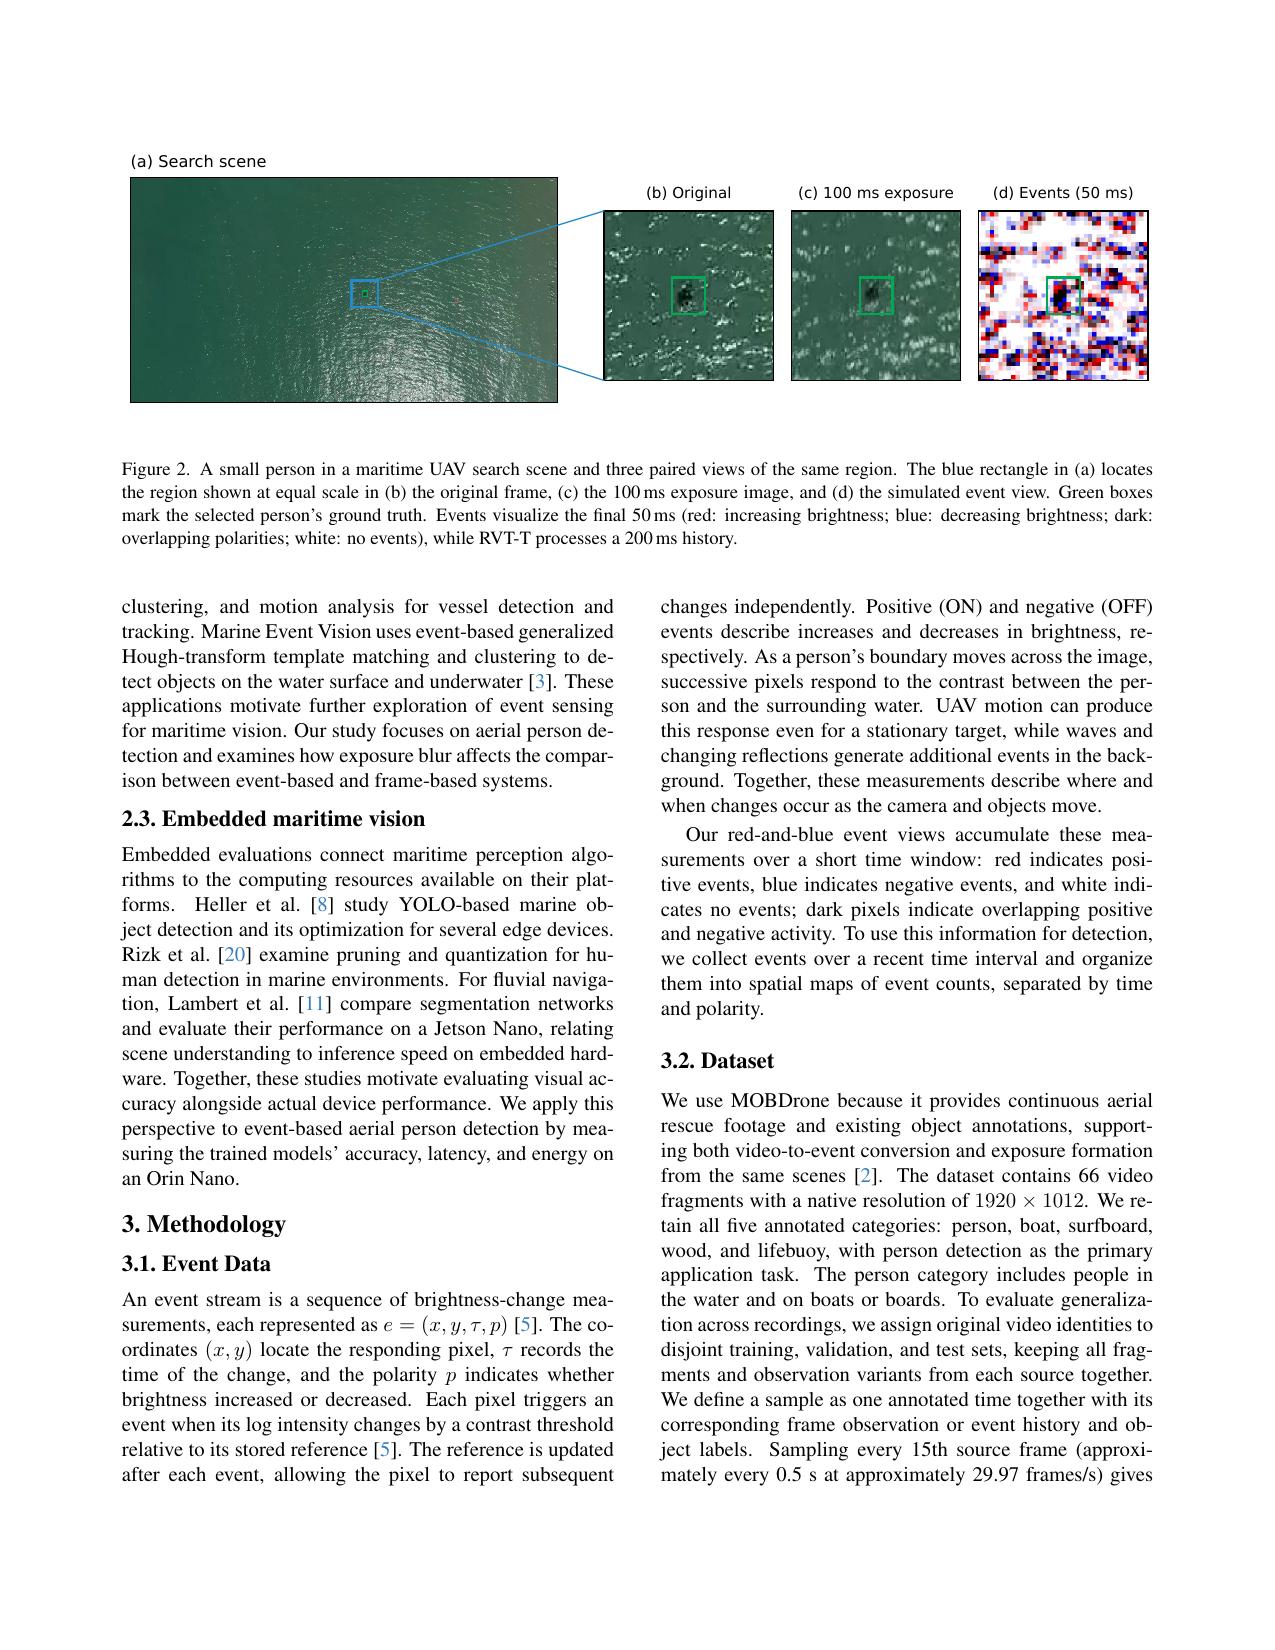 (a) Search scene
(b) Original
(c) 100 ms exposure
(d) Events (50 ms)
Figure 2. A small person in a maritime UAV search scene and three paired views of the same region. The blue rectangle in (a) locates
the region shown at equal scale in (b) the original frame, (c) the 100 ms exposure image, and (d) the simulated event view. Green boxes
mark the selected person's ground truth. Events visualize the final 50 ms (red: increasing brightness; blue: decreasing brightness; dark:
overlapping polarities; white: no events), while RVT-T processes a 200 ms history.
clustering, and motion analysis for vessel detection and
tracking. Marine Event Vision uses event-based generalized
Hough-transform template matching and clustering to de-
tect objects on the water surface and underwater [3]. These
applications motivate further exploration of event sensing
for maritime vision. Our study focuses on aerial person de-
tection and examines how exposure blur affects the compar-
ison between event-based and frame-based systems.
2.3. Embedded maritime vision
Embedded evaluations connect maritime perception algo-
rithms to the computing resources available on their plat-
forms. Heller et al. [8] study YOLO-based marine ob-
ject detection and its optimization for several edge devices.
Rizk et al. [20] examine pruning and quantization for hu-
man detection in marine environments. For fluvial naviga-
tion, Lambert et al. [11] compare segmentation networks
and evaluate their performance on a Jetson Nano, relating
scene understanding to inference speed on embedded hard-
ware. Together, these studies motivate evaluating visual ac-
curacy alongside actual device performance. We apply this
perspective to event-based aerial person detection by mea-
suring the trained models' accuracy, latency, and energy on
an Orin Nano.
3. Methodology
3.1. Event Data
An event stream is a sequence of brightness-change mea-
surements, each represented as e = (x, y, τ, p) [5]. The co-
ordinates (x, y) locate the responding pixel, τ records the
time of the change, and the polarity p indicates whether
brightness increased or decreased. Each pixel triggers an
event when its log intensity changes by a contrast threshold
relative to its stored reference [5]. The reference is updated
after each event, allowing the pixel to report subsequent
changes independently. Positive (ON) and negative (OFF)
events describe increases and decreases in brightness, re-
spectively. As a person's boundary moves across the image,
successive pixels respond to the contrast between the per-
son and the surrounding water. UAV motion can produce
this response even for a stationary target, while waves and
changing reflections generate additional events in the back-
ground. Together, these measurements describe where and
when changes occur as the camera and objects move.
Our red-and-blue event views accumulate these mea-
surements over a short time window: red indicates posi-
tive events, blue indicates negative events, and white indi-
cates no events; dark pixels indicate overlapping positive
and negative activity. To use this information for detection,
we collect events over a recent time interval and organize
them into spatial maps of event counts, separated by time
and polarity.
3.2. Dataset
We use MOBDrone because it provides continuous aerial
rescue footage and existing object annotations, support-
ing both video-to-event conversion and exposure formation
from the same scenes [2]. The dataset contains 66 video
fragments with a native resolution of 1920 × 1012. We re-
tain all five annotated categories: person, boat, surfboard,
wood, and lifebuoy, with person detection as the primary
application task. The person category includes people in
the water and on boats or boards. To evaluate generaliza-
tion across recordings, we assign original video identities to
disjoint training, validation, and test sets, keeping all frag-
ments and observation variants from each source together.
We define a sample as one annotated time together with its
corresponding frame observation or event history and ob-
ject labels. Sampling every 15th source frame (approxi-
mately every 0.5 s at approximately 29.97 frames/s) gives